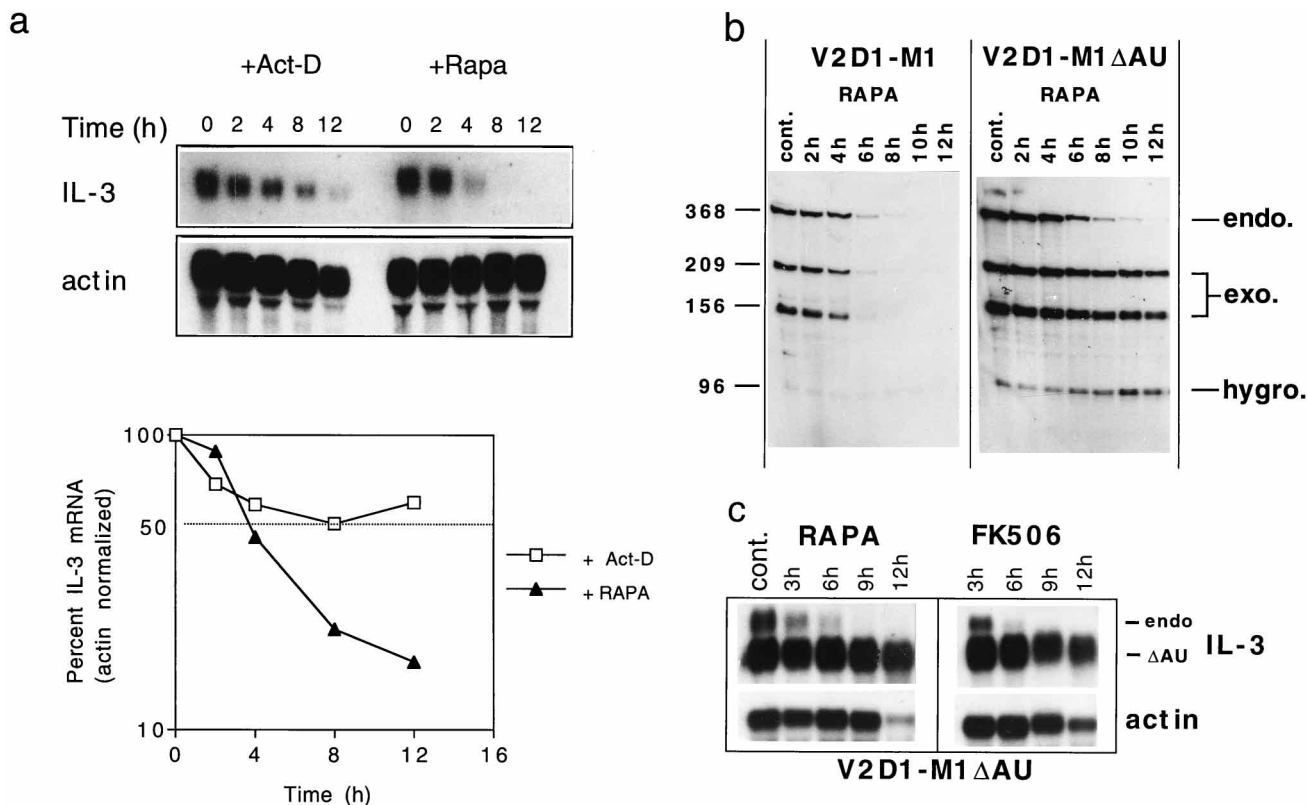 a
+Act-D +Rapa
Time (h) 0 2 4 8 12 0 2 4 8 12
IL-3
actin
100
50
10
Percent IL-3 mRNA
(actin normalized)
0 4 8 12 16
Time (h)
+ Act-D
+ RAPA
b
V2D1-M1 V2D1-M1ΔAU
RAPA RAPA
cont. 2h 4h 6h 8h 10h 12h cont. 2h 4h 6h 8h 10h 12h
368
209
156
96
endo.
exo.
hygro.
c
RAPA FK506
cont. 3h 6h 9h 12h 3h 6h 9h 12h
endo
ΔAU
IL-3
actin
V2D1-M1ΔAU